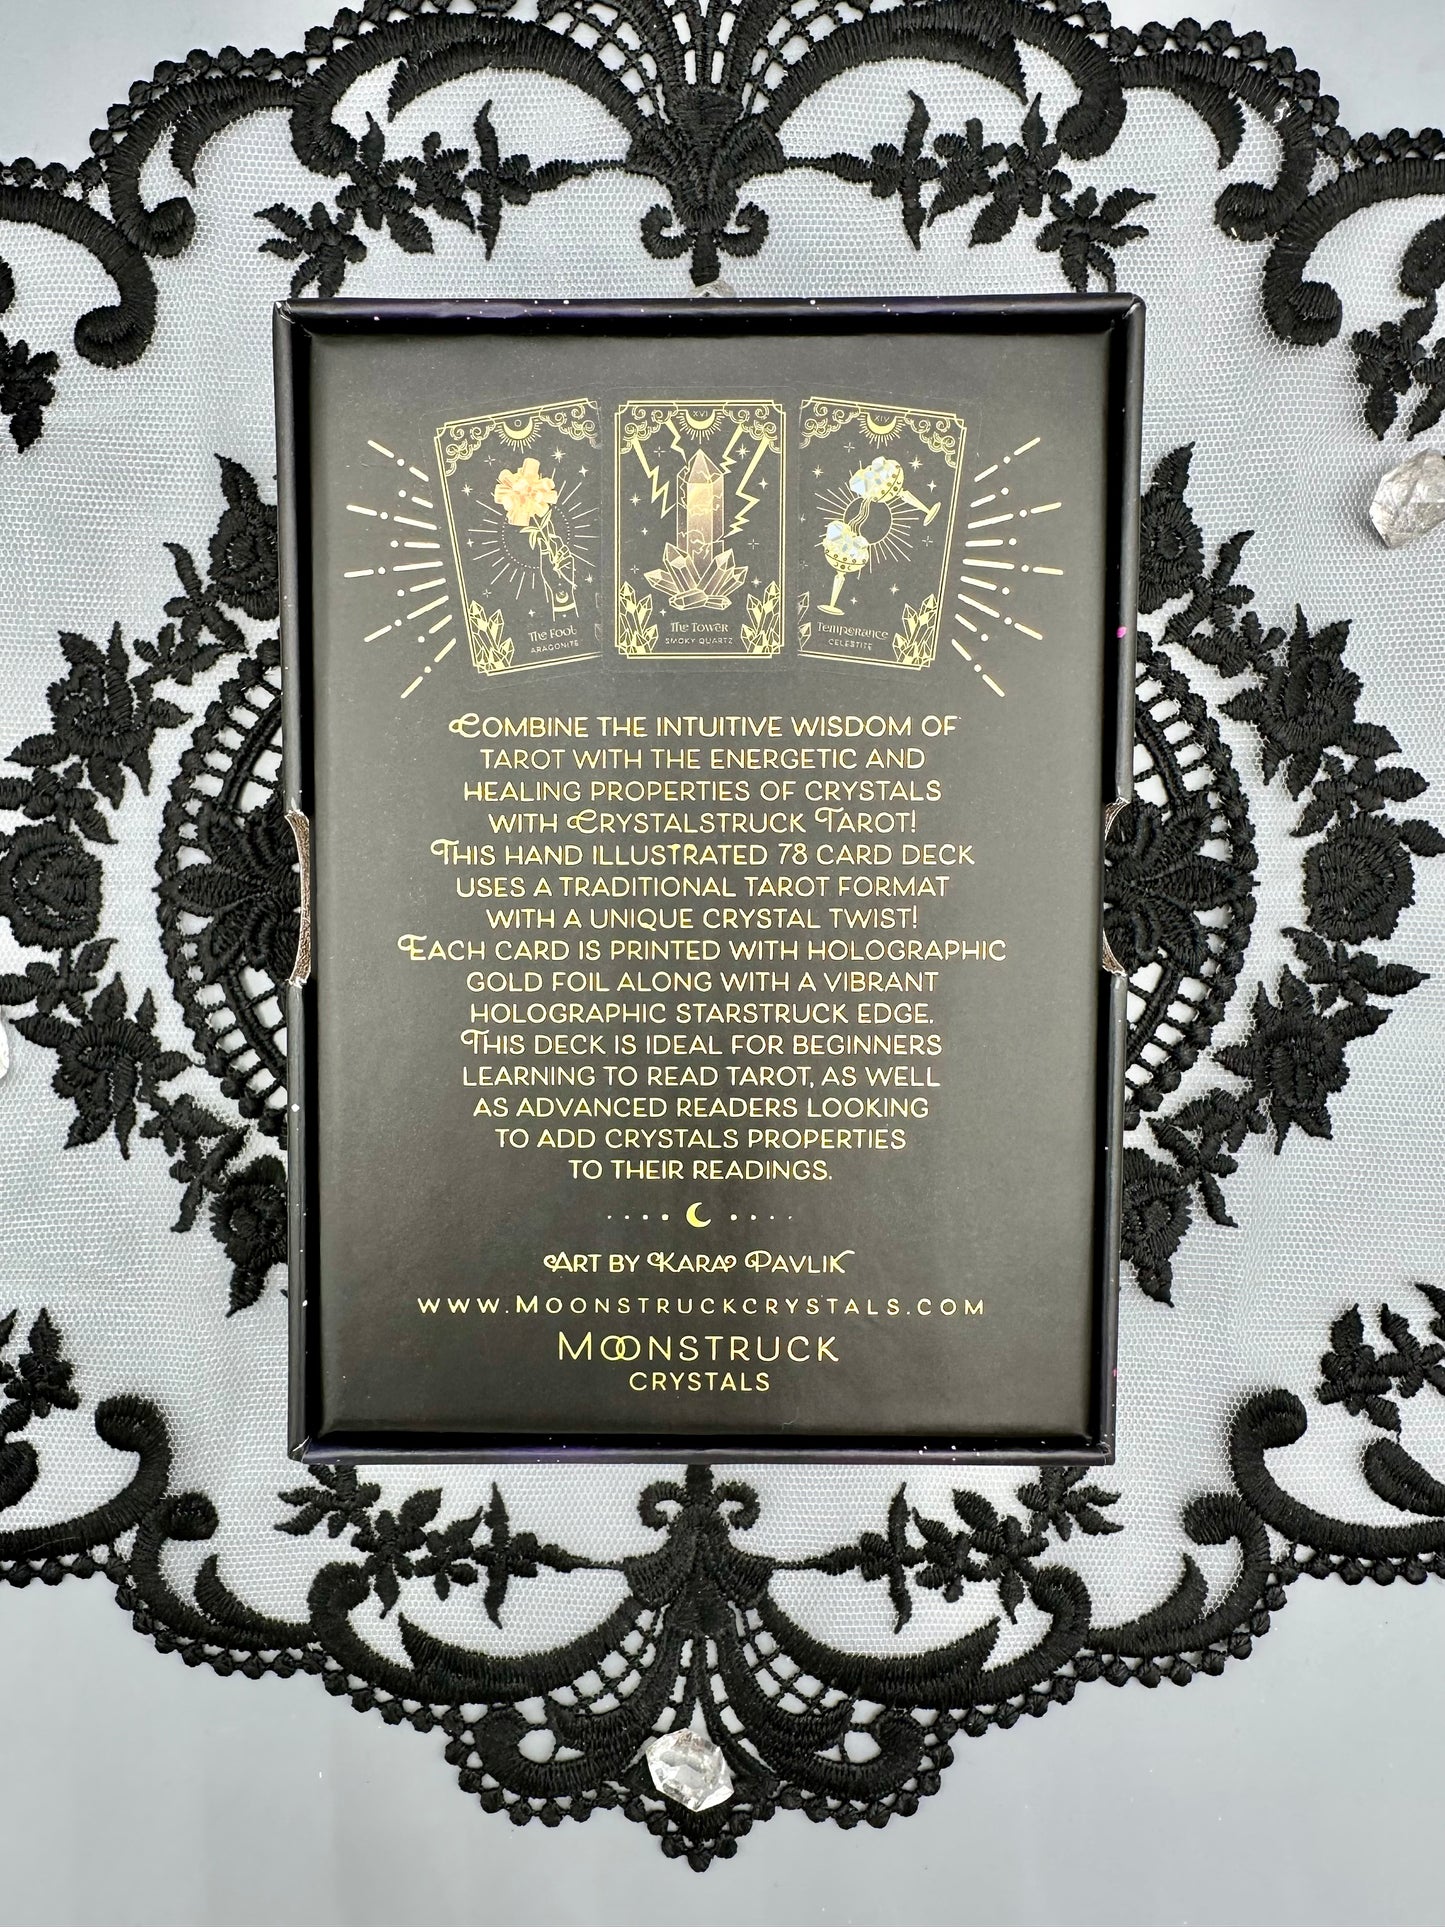 0
XVI
XIV
The Fool
ARAGONITE
The Tower
SMOKY QUARTZ
Temperance
CELESTITE
COMBINE THE INTUITIVE WISDOM OF
TAROT WITH THE ENERGETIC AND
HEALING PROPERTIES OF CRYSTALS
WITH CRYSTALSTRUCK TAROT!
THIS HAND ILLUSTRATED 78 CARD DECK
USES A TRADITIONAL TAROT FORMAT
WITH A UNIQUE CRYSTAL TWIST!
EACH CARD IS PRINTED WITH HOLOGRAPHIC
GOLD FOIL ALONG WITH A VIBRANT
HOLOGRAPHIC STARSTRUCK EDGE.
THIS DECK IS IDEAL FOR BEGINNERS
LEARNING TO READ TAROT, AS WELL
AS ADVANCED READERS LOOKING
TO ADD CRYSTALS PROPERTIES
TO THEIR READINGS.
ART BY KARA PAVLIK
WWW.MOONSTRUCKCRYSTALS.COM
MOONSTRUCK
CRYSTALS